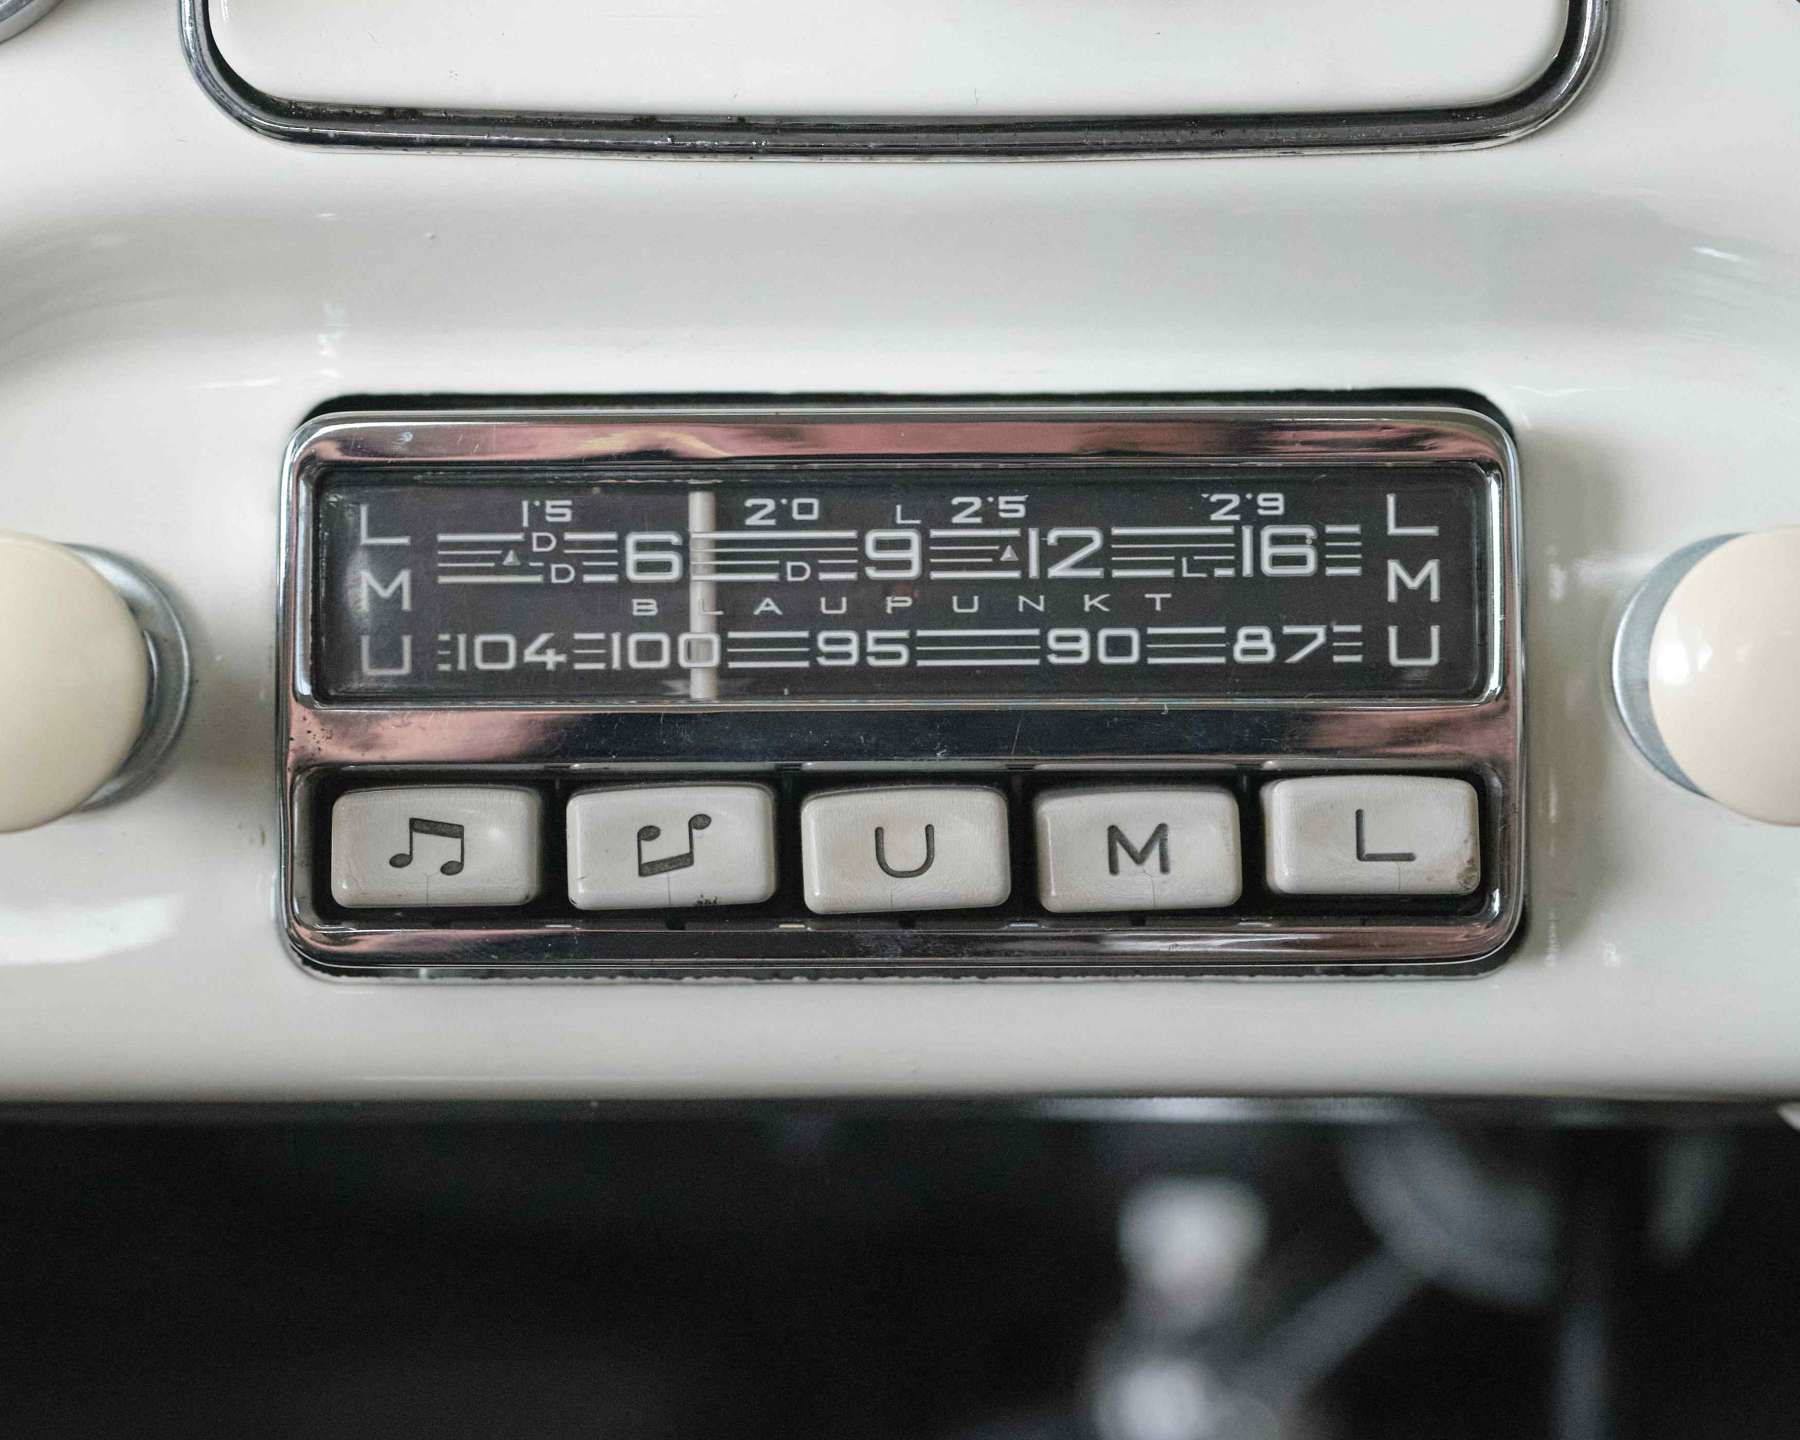 L 1·5 2·0 L 2·5 2·9 L
D
M 6 9 12 16 M
D D L
BLAUPUNKT
U 104 100 95 90 87 U
U M L